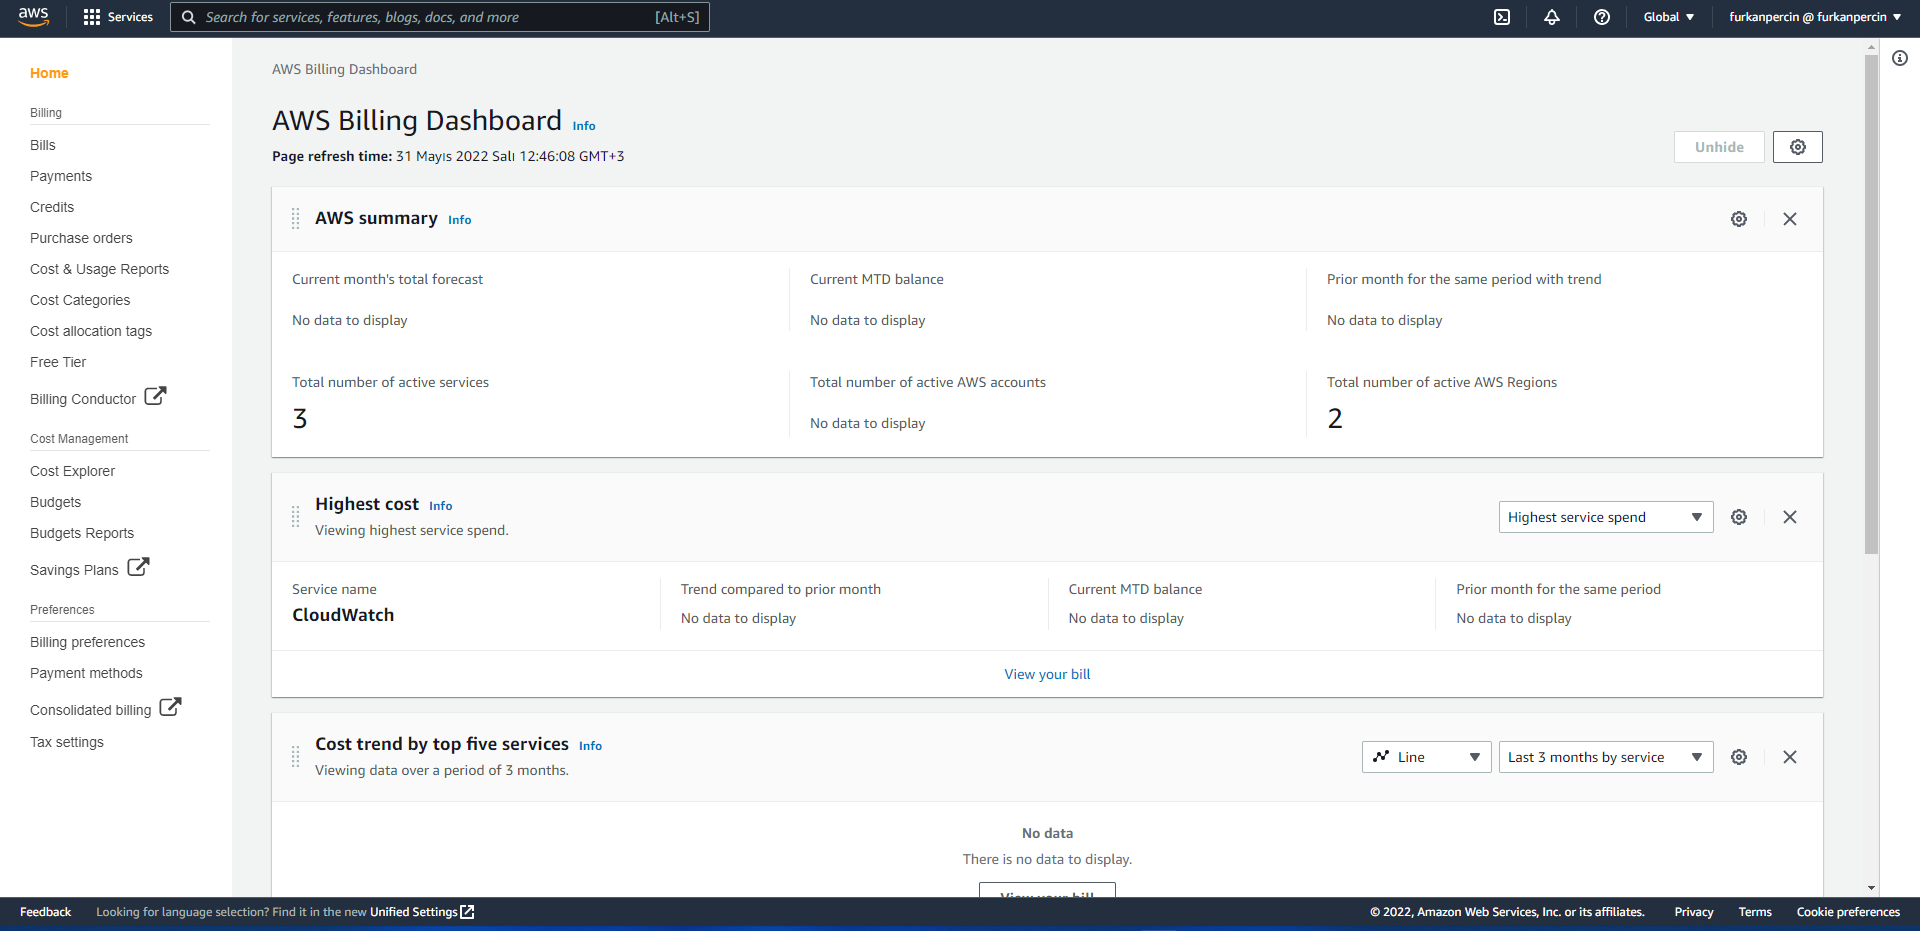 aws
Services
Search for services, features, blogs, docs, and more
[Alt+S]
Global
furkanpercin @ furkanpercin
Home
Billing
Bills
Payments
Credits
Purchase orders
Cost & Usage Reports
Cost Categories
Cost allocation tags
Free Tier
Billing Conductor
Cost Management
Cost Explorer
Budgets
Budgets Reports
Savings Plans
Preferences
Billing preferences
Payment methods
Consolidated billing
Tax settings
AWS Billing Dashboard
AWS Billing Dashboard Info
Page refresh time: 31 Mayıs 2022 Salı 12:46:08 GMT+3
Unhide
AWS summary Info
Current month's total forecast
No data to display
Current MTD balance
No data to display
Prior month for the same period with trend
No data to display
Total number of active services
3
Total number of active AWS accounts
No data to display
Total number of active AWS Regions
2
Highest cost Info
Viewing highest service spend.
Highest service spend
Service name
CloudWatch
Trend compared to prior month
No data to display
Current MTD balance
No data to display
Prior month for the same period
No data to display
View your bill
Cost trend by top five services Info
Viewing data over a period of 3 months.
Line
Last 3 months by service
No data
There is no data to display.
View your bill
Feedback
Looking for language selection? Find it in the new Unified Settings
© 2022, Amazon Web Services, Inc. or its affiliates.
Privacy
Terms
Cookie preferences